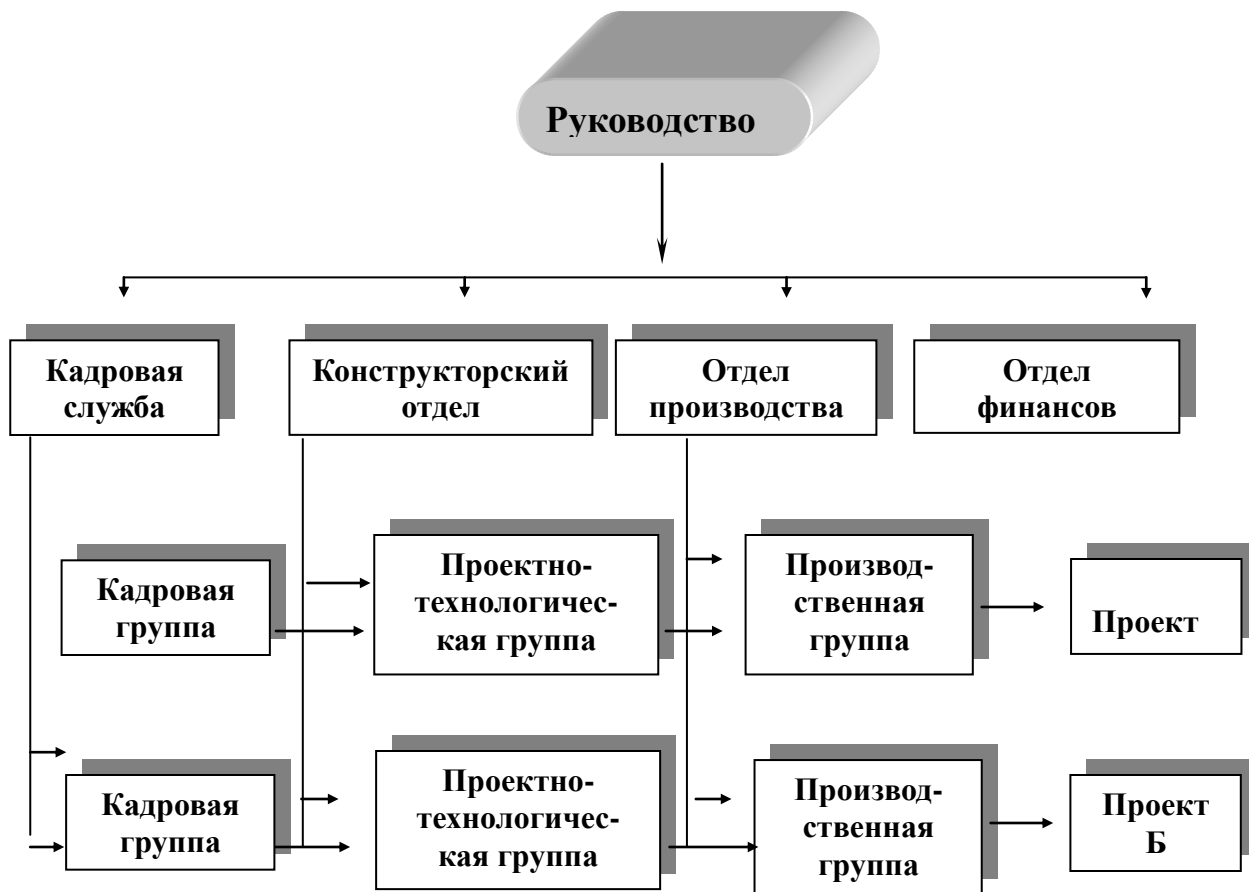 Руководство
Кадровая
служба
Конструкторский
отдел
Отдел
производства
Отдел
финансов
Кадровая
группа
Проектно-
технологичес-
кая группа
Производ-
ственная
группа
Проект
Кадровая
группа
Проектно-
технологичес-
кая группа
Производ-
ственная
группа
Проект
Б